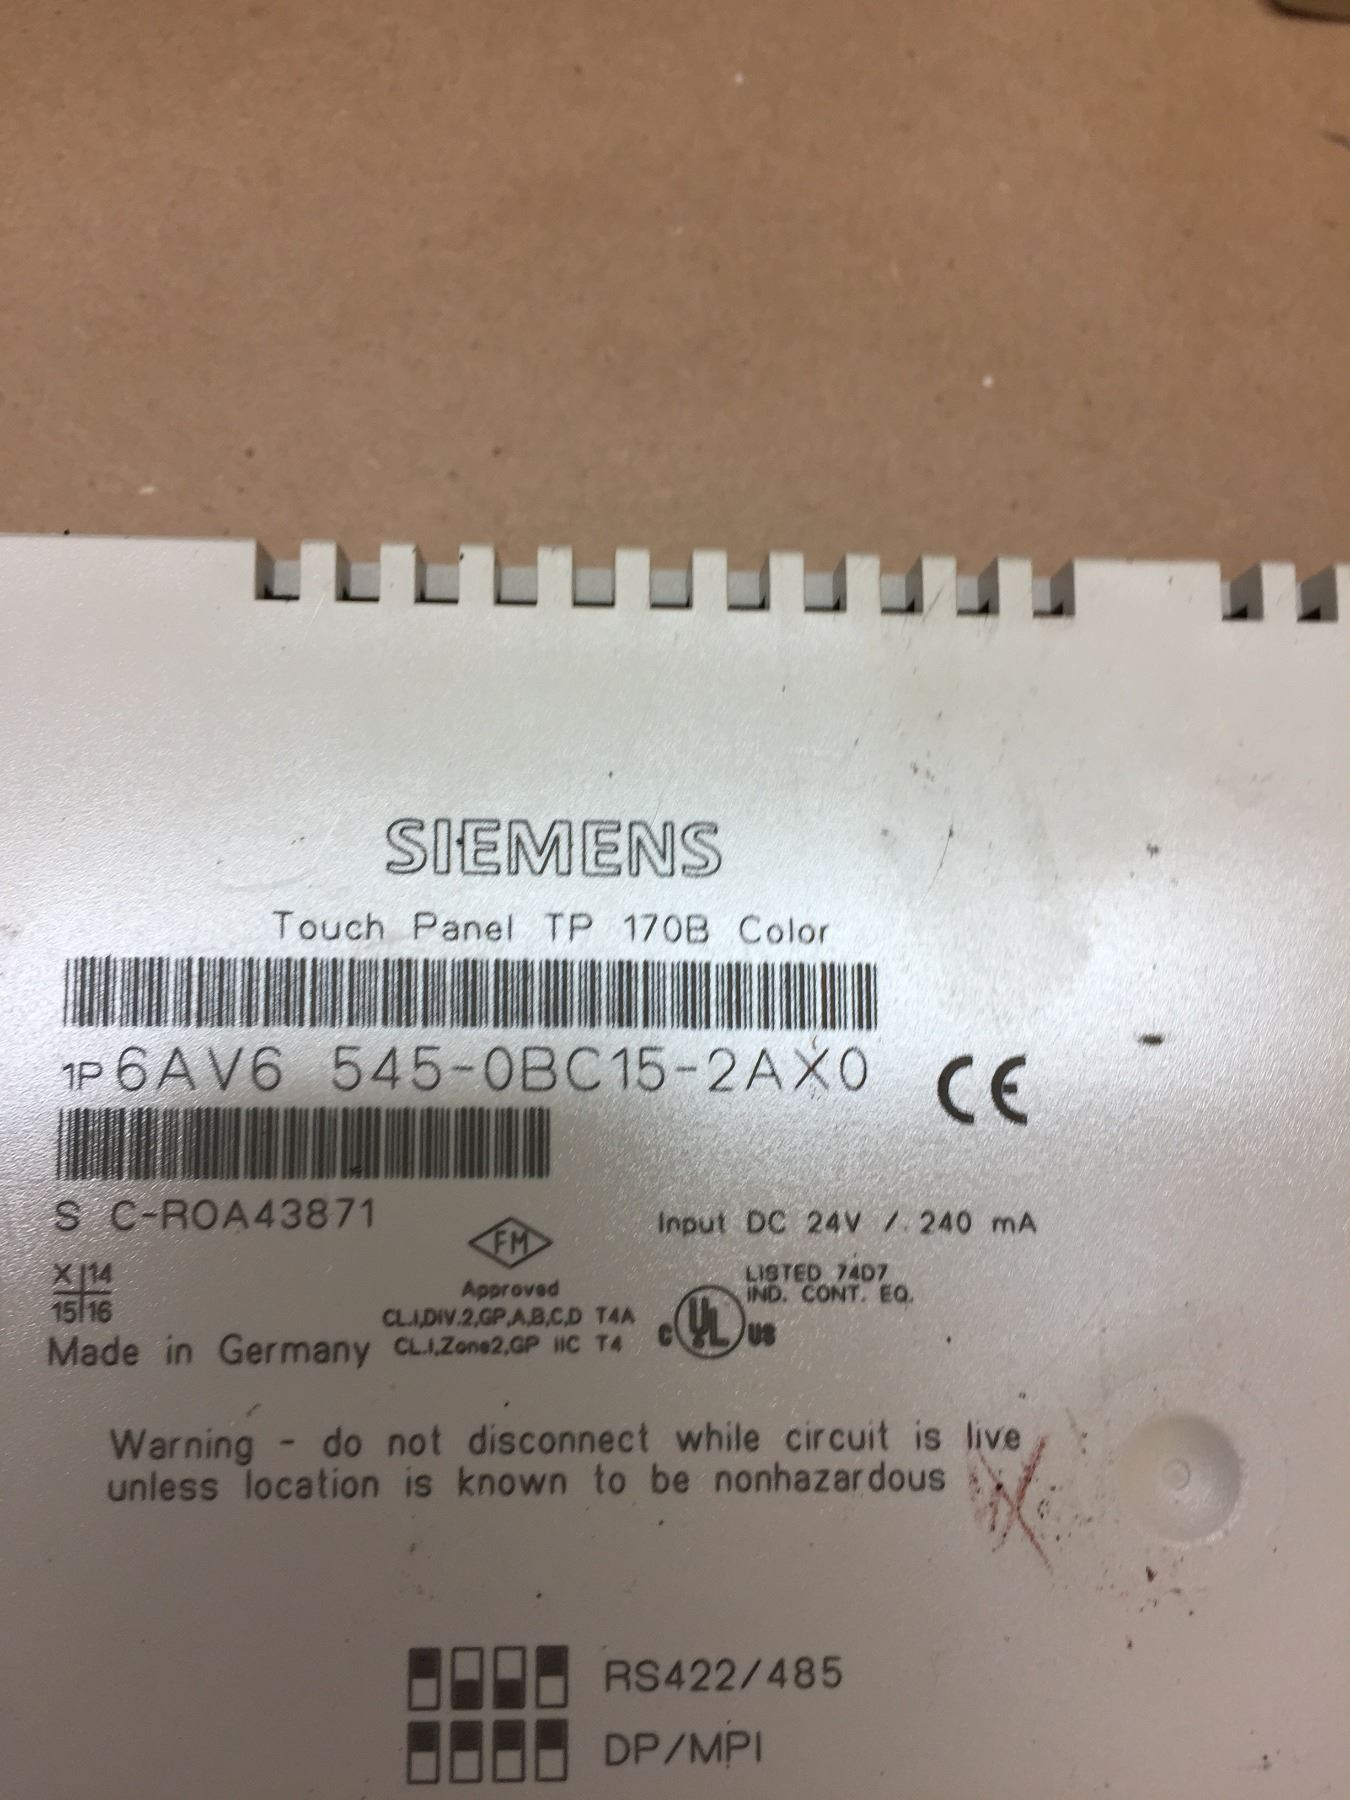 SIEMENS
Touch Panel TP 170B Color
1P 6AV6 545-0BC15-2AX0
CE
S C-R0A43871
Input DC 24V / 240 mA
FM
Approved
CL.I,DIV.2,GP,A,B,C,D T4A
CL.I,Zone2,GP IIC T4
LISTED 74D7
IND. CONT. EQ.
C UL US
X 14
15 16
Made in Germany
Warning - do not disconnect while circuit is live
unless location is known to be nonhazardous
RS422/485
DP/MPI